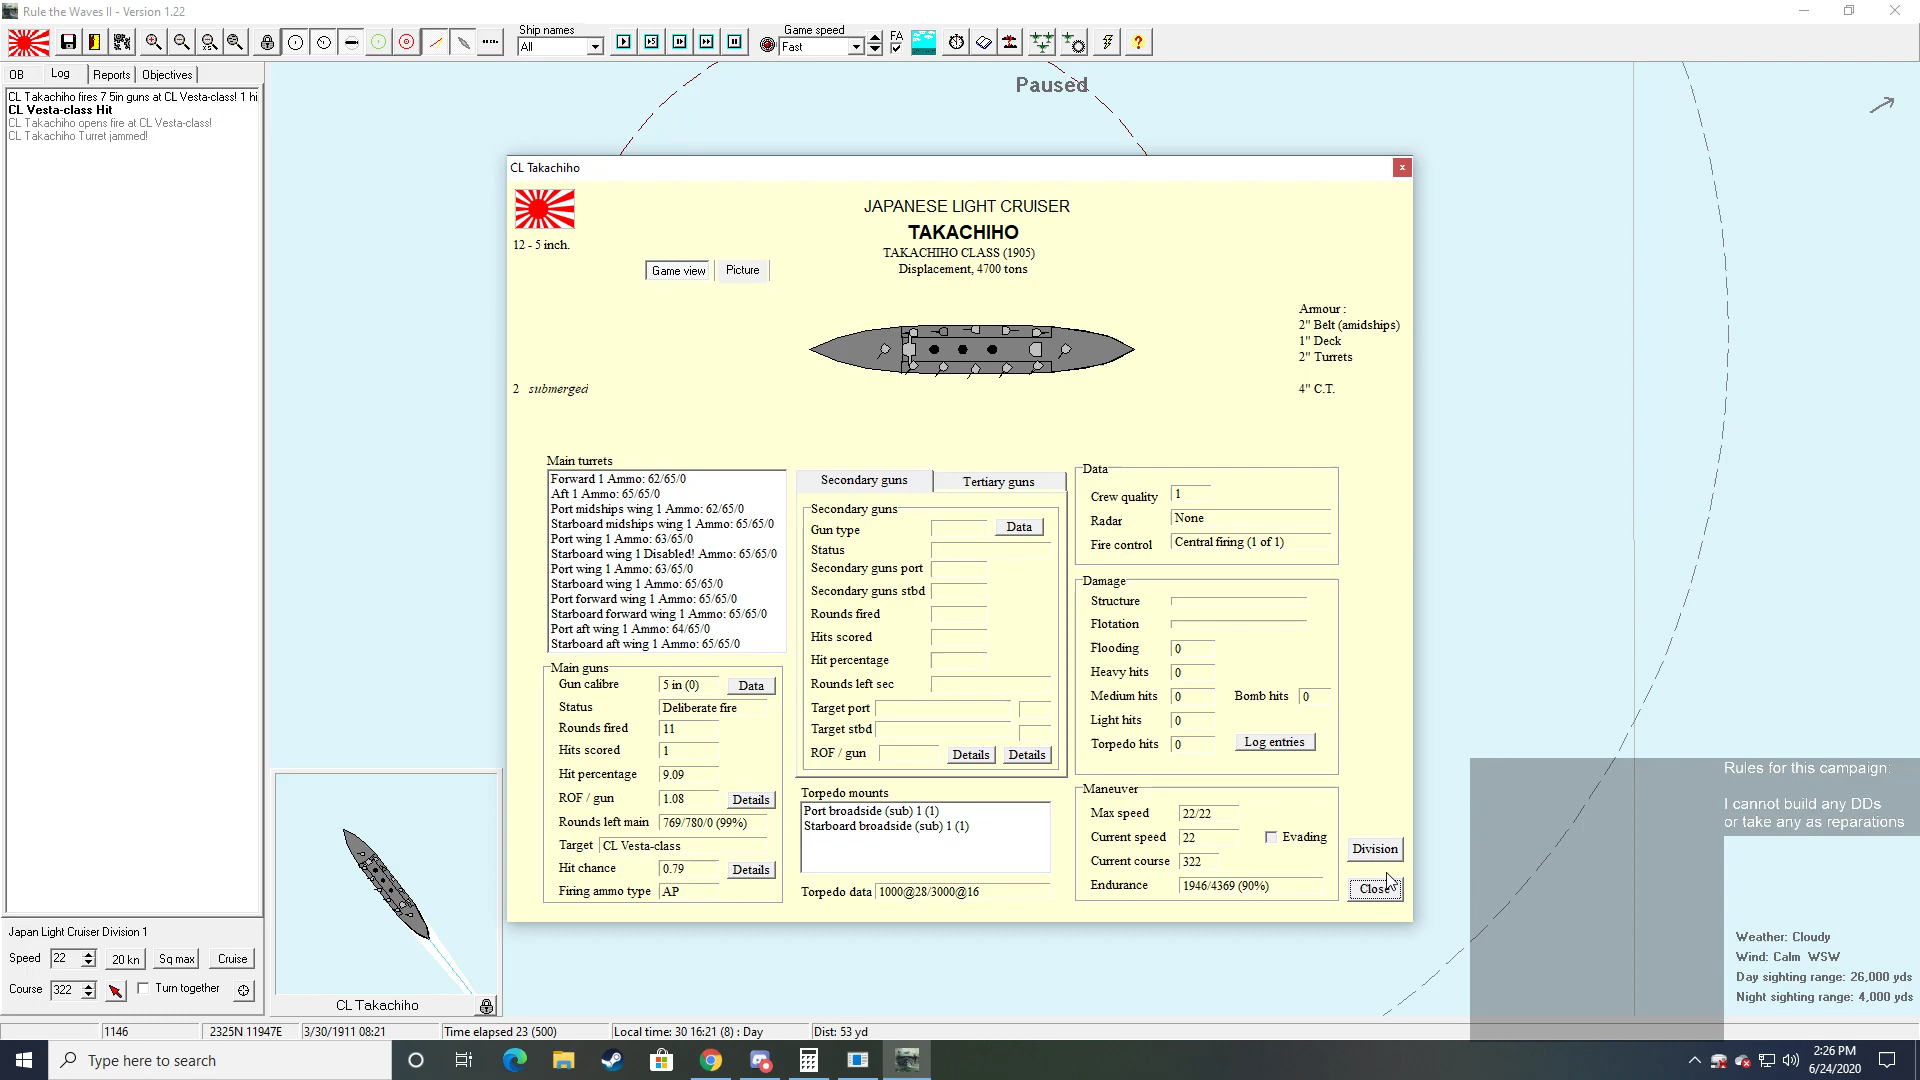 Rule the Waves II - Version 1.22
Ship names
All
Game speed
Fast
FA
OB
Log
Reports
Objectives
CL Takachiho fires 7 5in guns at CL Vesta-class! 1 hi
CL Vesta-class Hit
CL Takachiho opens fire at CL Vesta-class!
CL Takachiho Turret jammed!
Paused
CL Takachiho
12 - 5 inch.
JAPANESE LIGHT CRUISER
TAKACHIHO
TAKACHIHO CLASS (1905)
Displacement, 4700 tons
Game view
Picture
Armour :
2" Belt (amidships)
1" Deck
2" Turrets
4" C.T.
2 submerged
Main turrets
Forward 1 Ammo: 62/65/0
Aft 1 Ammo: 65/65/0
Port midships wing 1 Ammo: 62/65/0
Starboard midships wing 1 Ammo: 65/65/0
Port wing 1 Ammo: 63/65/0
Starboard wing 1 Disabled! Ammo: 65/65/0
Port wing 1 Ammo: 63/65/0
Starboard wing 1 Ammo: 65/65/0
Port forward wing 1 Ammo: 65/65/0
Starboard forward wing 1 Ammo: 65/65/0
Port aft wing 1 Ammo: 64/65/0
Starboard aft wing 1 Ammo: 65/65/0
Main guns
Gun calibre 5 in (0) Data
Status Deliberate fire
Rounds fired 11
Hits scored 1
Hit percentage 9.09
ROF / gun 1.08 Details
Rounds left main 769/780/0 (99%)
Target CL Vesta-class
Hit chance 0.79 Details
Firing ammo type AP
Secondary guns
Tertiary guns
Secondary guns
Gun type Data
Status
Secondary guns port
Secondary guns stbd
Rounds fired
Hits scored
Hit percentage
Rounds left sec
Target port
Target stbd
ROF / gun Details Details
Torpedo mounts
Port broadside (sub) 1 (1)
Starboard broadside (sub) 1 (1)
Torpedo data 1000@28/3000@16
Data
Crew quality 1
Radar None
Fire control Central firing (1 of 1)
Damage
Structure
Flotation
Flooding 0
Heavy hits 0
Medium hits 0 Bomb hits 0
Light hits 0
Torpedo hits 0 Log entries
Maneuver
Max speed 22/22
Current speed 22 Evading
Current course 322
Endurance 1946/4369 (90%)
Division
Close
Rules for this campaign:
I cannot build any DDs
or take any as reparations
Weather: Cloudy
Wind: Calm WSW
Day sighting range: 26,000 yds
Night sighting range: 4,000 yds
Japan Light Cruiser Division 1
Speed 22 20 kn Sq max Cruise
Course 322 Turn together
CL Takachiho
1146
2325N 11947E
3/30/1911 08:21
Time elapsed 23 (500)
Local time: 30 16:21 (8) : Day
Dist: 53 yd
Type here to search
2:26 PM
6/24/2020